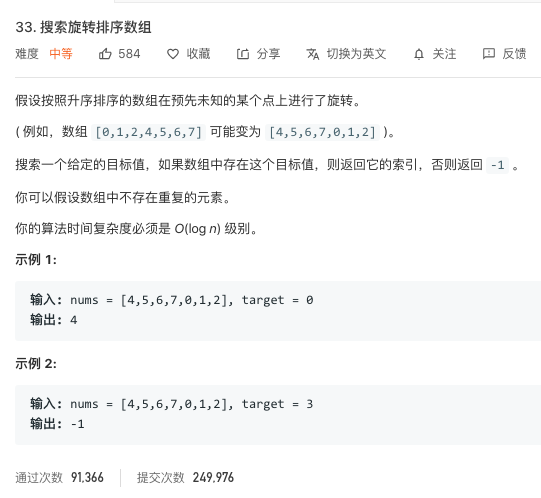 33. 搜索旋转排序数组
难度 中等 584 收藏 分享 切换为英文 关注 反馈
假设按照升序排序的数组在预先未知的某个点上进行了旋转。
( 例如，数组 [0,1,2,4,5,6,7] 可能变为 [4,5,6,7,0,1,2] )。
搜索一个给定的目标值，如果数组中存在这个目标值，则返回它的索引，否则返回 -1 。
你可以假设数组中不存在重复的元素。
你的算法时间复杂度必须是 O(log n) 级别。
示例 1:
输入: nums = [4,5,6,7,0,1,2], target = 0
输出: 4
示例 2:
输入: nums = [4,5,6,7,0,1,2], target = 3
输出: -1
通过次数 91,366 提交次数 249,976